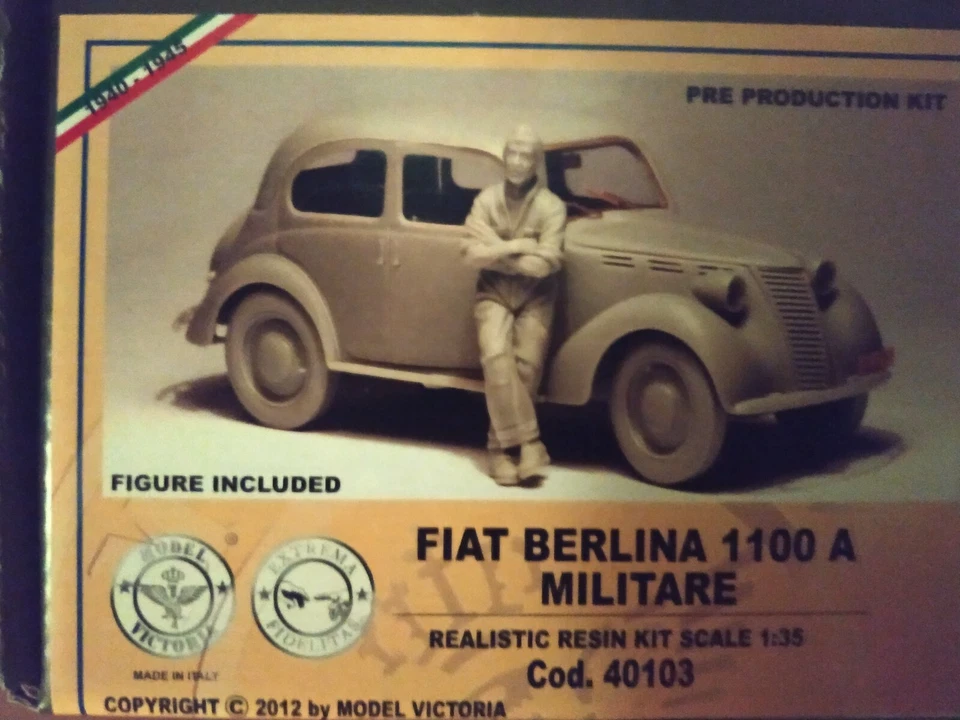 1940 - 1945
PRE PRODUCTION KIT
FIGURE INCLUDED
MODEL
VICTORIA
EXTREMA
FIDELITAS
MADE IN ITALY
FIAT BERLINA 1100 A
MILITARE
REALISTIC RESIN KIT SCALE 1:35
Cod. 40103
COPYRIGHT © 2012 by MODEL VICTORIA